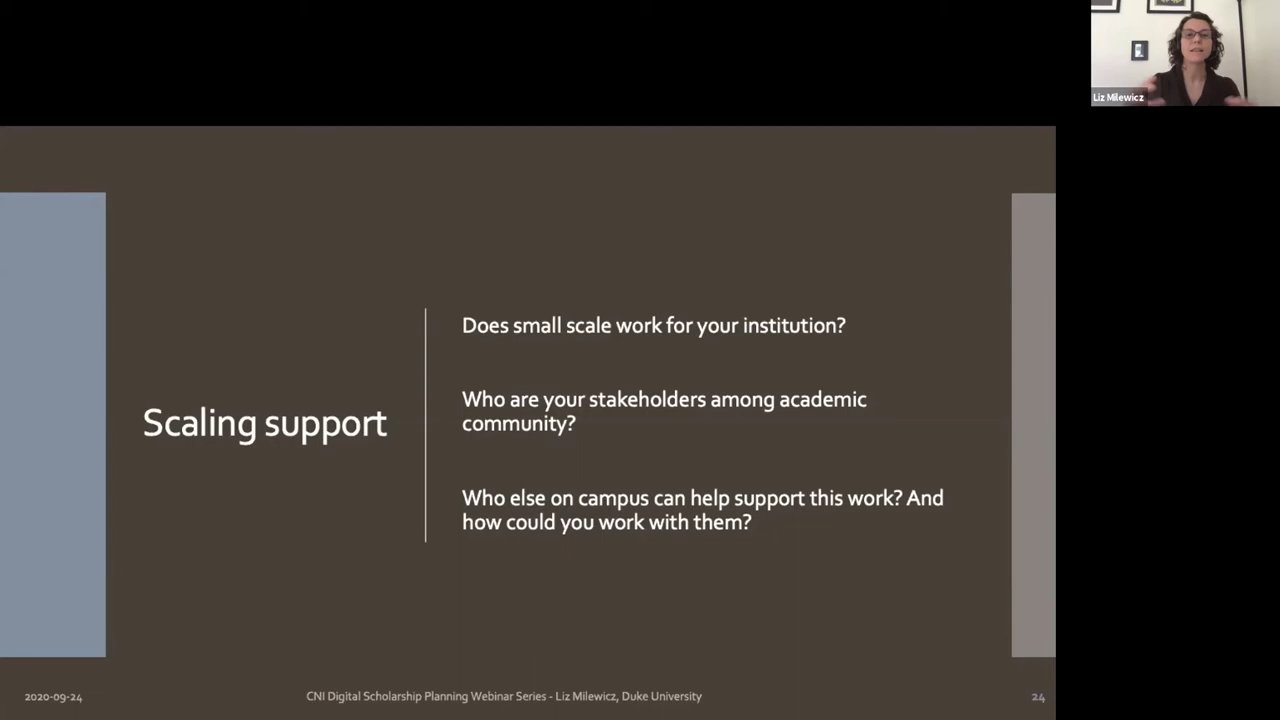 Liz Milewicz
Does small scale work for your institution?
Who are your stakeholders among academic
community?
Scaling support
Who else on campus can help support this work? And
how could you work with them?
2020-09-24
CNI Digital Scholarship Planning Webinar Series - Liz Milewicz, Duke University
24